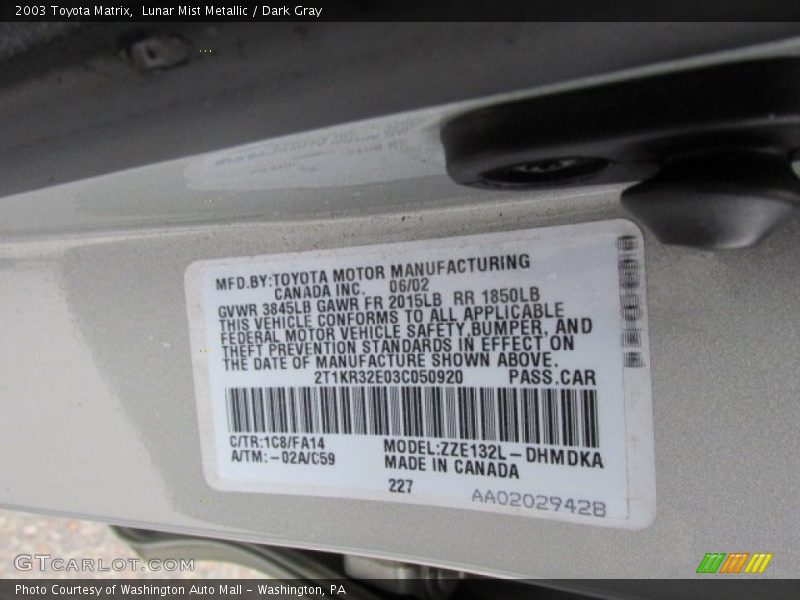 2003 Toyota Matrix,  Lunar Mist Metallic / Dark Gray
MFD.BY:TOYOTA MOTOR MANUFACTURING
CANADA INC.   06/02
GVWR 3845LB GAWR FR 2015LB  RR 1850LB
THIS VEHICLE CONFORMS TO ALL APPLICABLE
FEDERAL MOTOR VEHICLE SAFETY,BUMPER, AND
THEFT PREVENTION STANDARDS IN EFFECT ON
THE DATE OF MANUFACTURE SHOWN ABOVE.
2T1KR32E03C050920   PASS.CAR
C/TR:1C8/FA14   MODEL:ZZE132L-DHMDKA
A/TM:-02A/C59   MADE IN CANADA
227   AA0202942B
GTCARLOT.COM
Photo Courtesy of Washington Auto Mall - Washington, PA